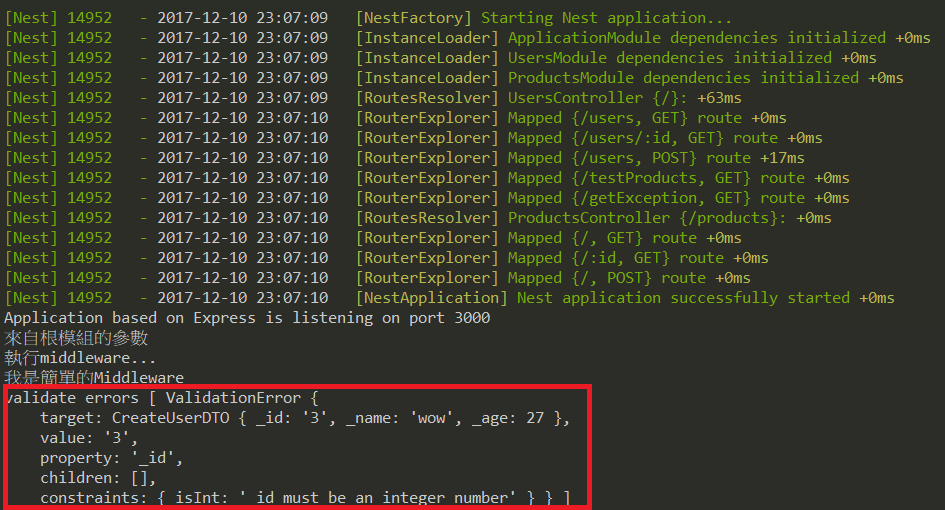 [Nest] 14952   - 2017-12-10 23:07:09   [NestFactory] Starting Nest application...
[Nest] 14952   - 2017-12-10 23:07:09   [InstanceLoader] ApplicationModule dependencies initialized +0ms
[Nest] 14952   - 2017-12-10 23:07:09   [InstanceLoader] UsersModule dependencies initialized +0ms
[Nest] 14952   - 2017-12-10 23:07:09   [InstanceLoader] ProductsModule dependencies initialized +0ms
[Nest] 14952   - 2017-12-10 23:07:09   [RoutesResolver] UsersController {/}: +63ms
[Nest] 14952   - 2017-12-10 23:07:10   [RouterExplorer] Mapped {/users, GET} route +0ms
[Nest] 14952   - 2017-12-10 23:07:10   [RouterExplorer] Mapped {/users/:id, GET} route +0ms
[Nest] 14952   - 2017-12-10 23:07:10   [RouterExplorer] Mapped {/users, POST} route +17ms
[Nest] 14952   - 2017-12-10 23:07:10   [RouterExplorer] Mapped {/testProducts, GET} route +0ms
[Nest] 14952   - 2017-12-10 23:07:10   [RouterExplorer] Mapped {/getException, GET} route +0ms
[Nest] 14952   - 2017-12-10 23:07:10   [RoutesResolver] ProductsController {/products}: +0ms
[Nest] 14952   - 2017-12-10 23:07:10   [RouterExplorer] Mapped {/, GET} route +0ms
[Nest] 14952   - 2017-12-10 23:07:10   [RouterExplorer] Mapped {/:id, GET} route +0ms
[Nest] 14952   - 2017-12-10 23:07:10   [RouterExplorer] Mapped {/, POST} route +0ms
[Nest] 14952   - 2017-12-10 23:07:10   [NestApplication] Nest application successfully started +0ms
Application based on Express is listening on port 3000
來自根模組的參數
執行middleware...
我是簡單的Middleware
validate errors [ ValidationError {
    target: CreateUserDTO { _id: '3', _name: 'wow', _age: 27 },
    value: '3',
    property: '_id',
    children: [],
    constraints: { isInt: '_id must be an integer number' } } ]